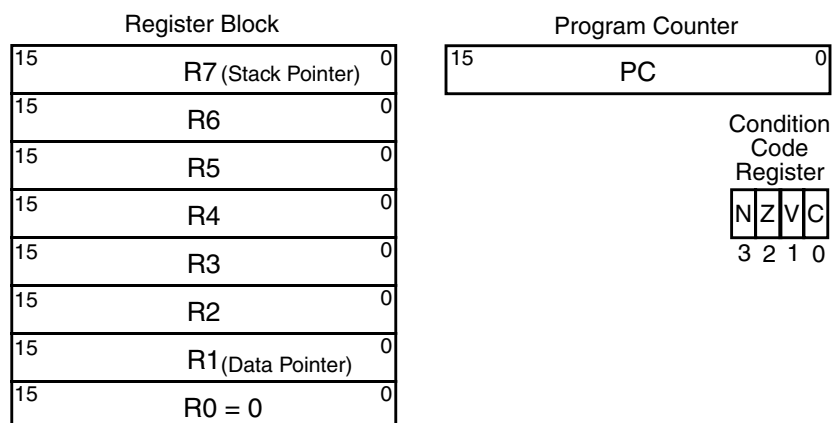 Register Block
15 R7 (Stack Pointer) 0
15 R6 0
15 R5 0
15 R4 0
15 R3 0
15 R2 0
15 R1 (Data Pointer) 0
15 R0 = 0 0
Program Counter
15 PC 0
Condition
Code
Register
N Z V C
3 2 1 0